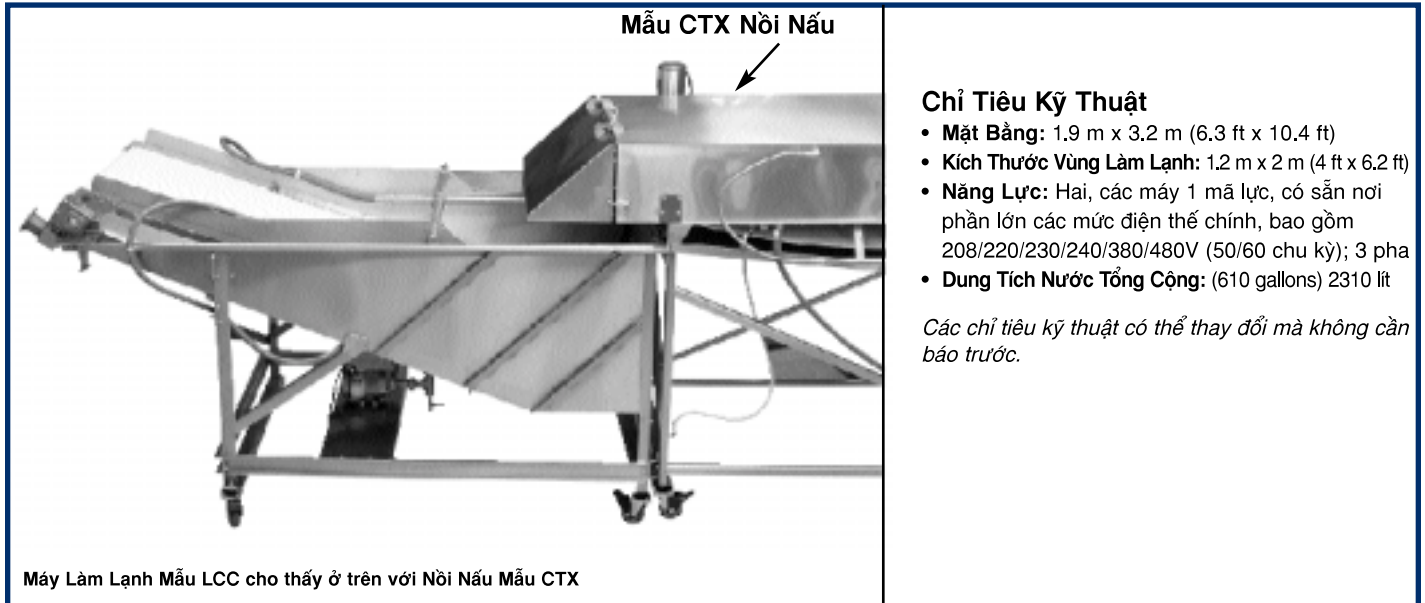 Mẫu CTX Nồi Nấu
Chỉ Tiêu Kỹ Thuật
• Mặt Bằng: 1.9 m x 3.2 m (6.3 ft x 10.4 ft)
• Kích Thước Vùng Làm Lạnh: 1.2 m x 2 m (4 ft x 6.2 ft)
• Năng Lực: Hai, các máy 1 mã lực, có sẵn nơi
phần lớn các mức điện thế chính, bao gồm
208/220/230/240/380/480V (50/60 chu kỳ); 3 pha
• Dung Tích Nước Tổng Cộng: (610 gallons) 2310 lít
Các chỉ tiêu kỹ thuật có thể thay đổi mà không cần
báo trước.
Máy Làm Lạnh Mẫu LCC cho thấy ở trên với Nồi Nấu Mẫu CTX